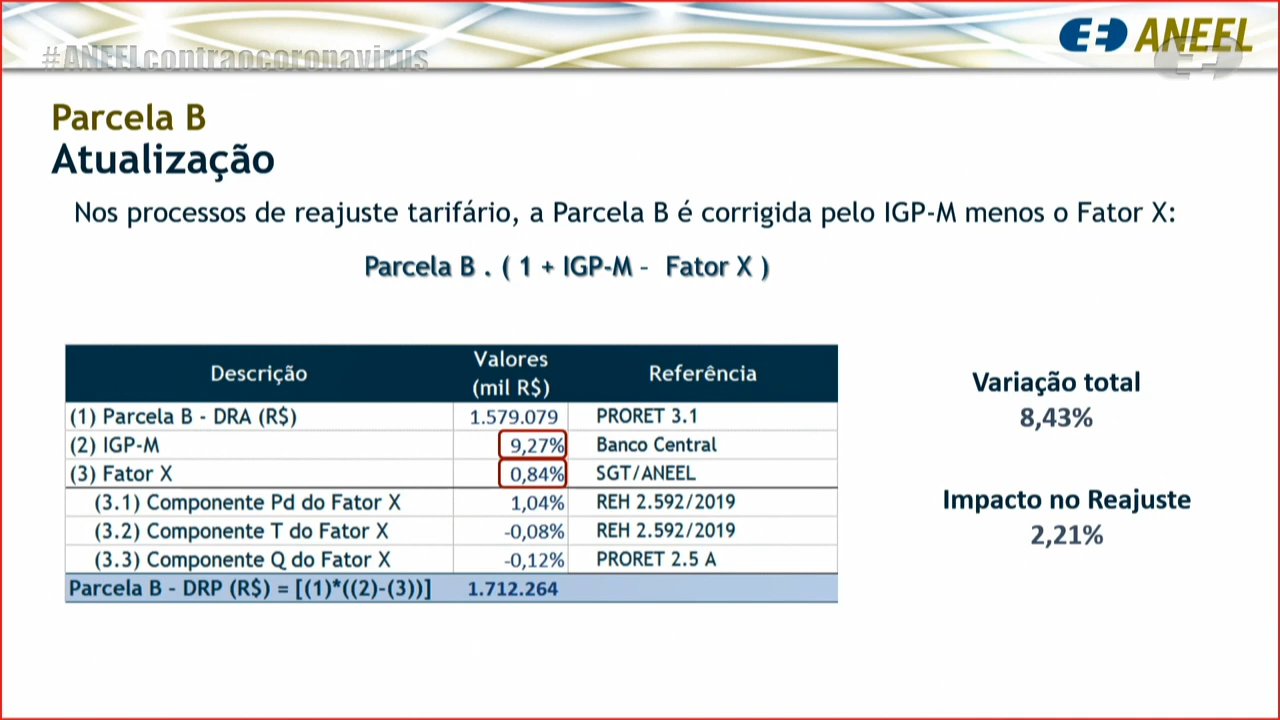 #ANEELcontraocoronavirus
ANEEL
Parcela B
Atualização
Nos processos de reajuste tarifário, a Parcela B é corrigida pelo IGP-M menos o Fator X:
Parcela B . ( 1 + IGP-M – Fator X )
Descrição Valores (mil R$) Referência
(1) Parcela B - DRA (R$) 1.579.079 PRORET 3.1
(2) IGP-M 9,27% Banco Central
(3) Fator X 0,84% SGT/ANEEL
(3.1) Componente Pd do Fator X 1,04% REH 2.592/2019
(3.2) Componente T do Fator X -0,08% REH 2.592/2019
(3.3) Componente Q do Fator X -0,12% PRORET 2.5 A
Parcela B - DRP (R$) = [(1)*((2)-(3))] 1.712.264
Variação total
8,43%
Impacto no Reajuste
2,21%